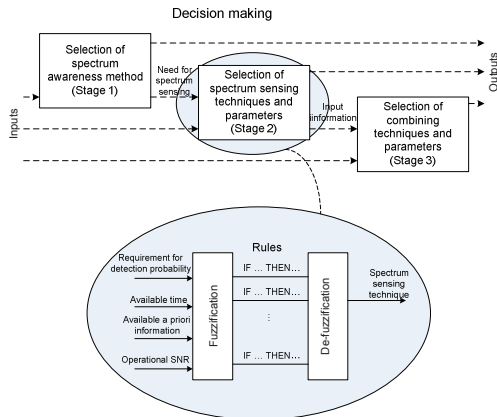 Decision making
Selection of
spectrum
awareness method
(Stage 1)
Need for
spectrum
sensing
Selection of
spectrum sensing
techniques and
parameters
(Stage 2)
Input
iinformation
Selection of
combining
techniques and
parameters
(Stage 3)
Inputs
Outputs
Rules
Requirement for
detection probability
Available time
Available a priori
information
Operational SNR
Fuzzification
IF ... THEN...
IF ... THEN...
⋮
IF ... THEN...
De-fuzzification
Spectrum
sensing
technique